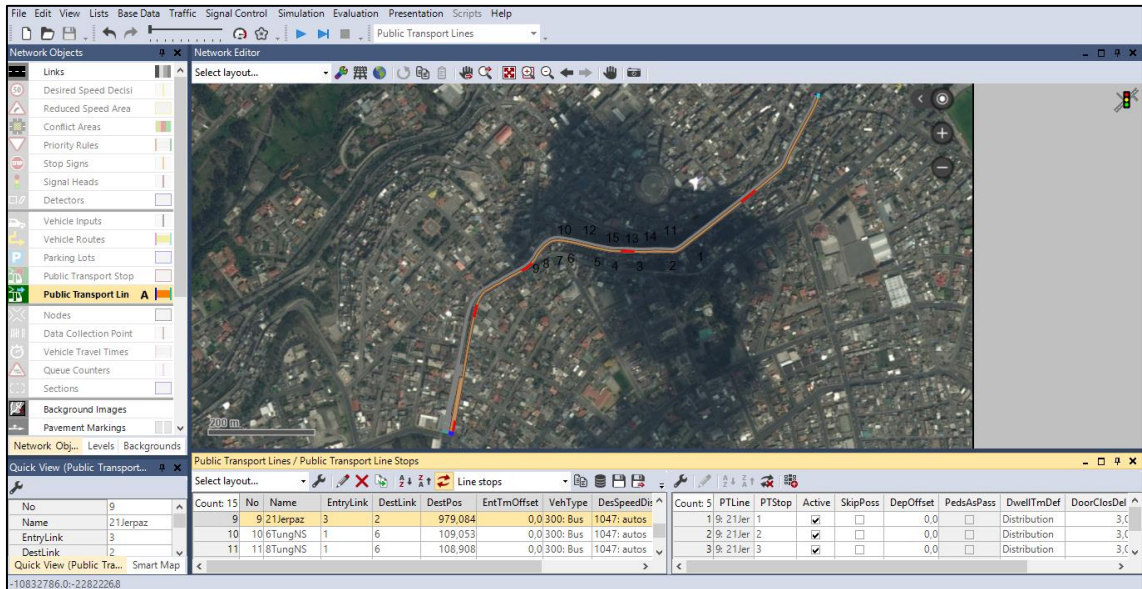 File Edit View Lists Base Data Traffic Signal Control Simulation Evaluation Presentation Scripts Help
Public Transport Lines
Network Objects
Network Editor
Links
Desired Speed Decisi
Reduced Speed Area
Conflict Areas
Priority Rules
Stop Signs
Signal Heads
Detectors
Vehicle Inputs
Vehicle Routes
Parking Lots
Public Transport Stop
Public Transport Lin A
Nodes
Data Collection Point
Vehicle Travel Times
Queue Counters
Sections
Background Images
Pavement Markings
Network Obj... Levels Backgrounds
Select layout...
10 12 15 13 14 11
1
9 8 7 6 5 4 3 2
200 m
Quick View (Public Transport...
No 9
Name 21Jerpaz
EntryLink 3
DestLink 2
Quick View (Public Tra... Smart Map
Public Transport Lines / Public Transport Line Stops
Select layout... Line stops
Count: 15 No Name EntryLink DestLink DestPos EntTmOffset VehType DesSpeedDis
9 9 21Jerpaz 3 2 979,084 0,0 300: Bus 1047: autos
10 10 6TungNS 1 6 109,053 0,0 300: Bus 1047: autos
11 11 8TungNS 1 6 108,908 0,0 300: Bus 1047: autos
Count: 5 PTLine PTStop Active SkipPoss DepOffset PedsAsPass DwellTmDef DoorClosDel
1 9: 21Jer 1 0,0 Distribution 3,0
2 9: 21Jer 2 0,0 Distribution 3,0
3 9: 21Jer 3 0,0 Distribution 3,0
-10832786.0:-2282226.8